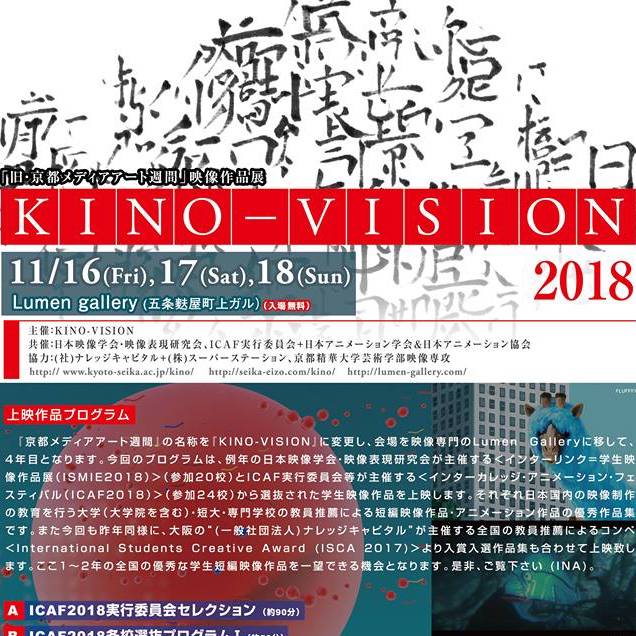 「旧・京都メディアアート週間」映像作品展
KINO-VISION
2018
11/16(Fri),17(Sat),18(Sun)
Lumen gallery (五条麩屋町上ガル) (入場無料)
主催:KINO-VISION
共催:日本映像学会・映像表現研究会、ICAF実行委員会+日本アニメーション学会&日本アニメーション協会
協力:(社)ナレッジキャピタル+(株)スーパーステーション、京都精華大学芸術学部映像専攻
http:// www.kyoto-seika.ac.jp/kino/ http://seika-eizo.com/kino/ http://lumen-gallery.com/
FLUFFY
上映作品プログラム
『京都メディアアート週間』の名称を『KINO-VISION』に変更し、会場を映像専門のLumen Galleryに移して、
4年目となります。今回のプログラムは、例年の日本映像学会・映像表現研究会が主催する<インターリンク=学生映
像作品展(ISMIE2018)>(参加20校)とICAF実行委員会等が主催する<インターカレッジ・アニメーション・フェ
スティバル(ICAF2018)>(参加24校)から選抜された学生映像作品を上映します。それぞれ日本国内の映像制作
の教育を行う大学(大学院を含む)・短大・専門学校の教員推薦による短編映像作品・アニメーション作品の優秀作品集
です。また今回も昨年同様に、大阪の"(一般社団法人)ナレッジキャピタル"が主催する全国の教員推薦によるコンペ
<International Students Creative Award (ISCA 2017)>より入賞入選作品集も合わせて上映致し
ます。ここ1~2年の全国の優秀な学生短編映像作品を一望できる機会となります。是非、ご覧下さい (INA)。
A ICAF2018実行委員会セレクション (約90分)
B ICAF2018各校選抜プログラムⅠ